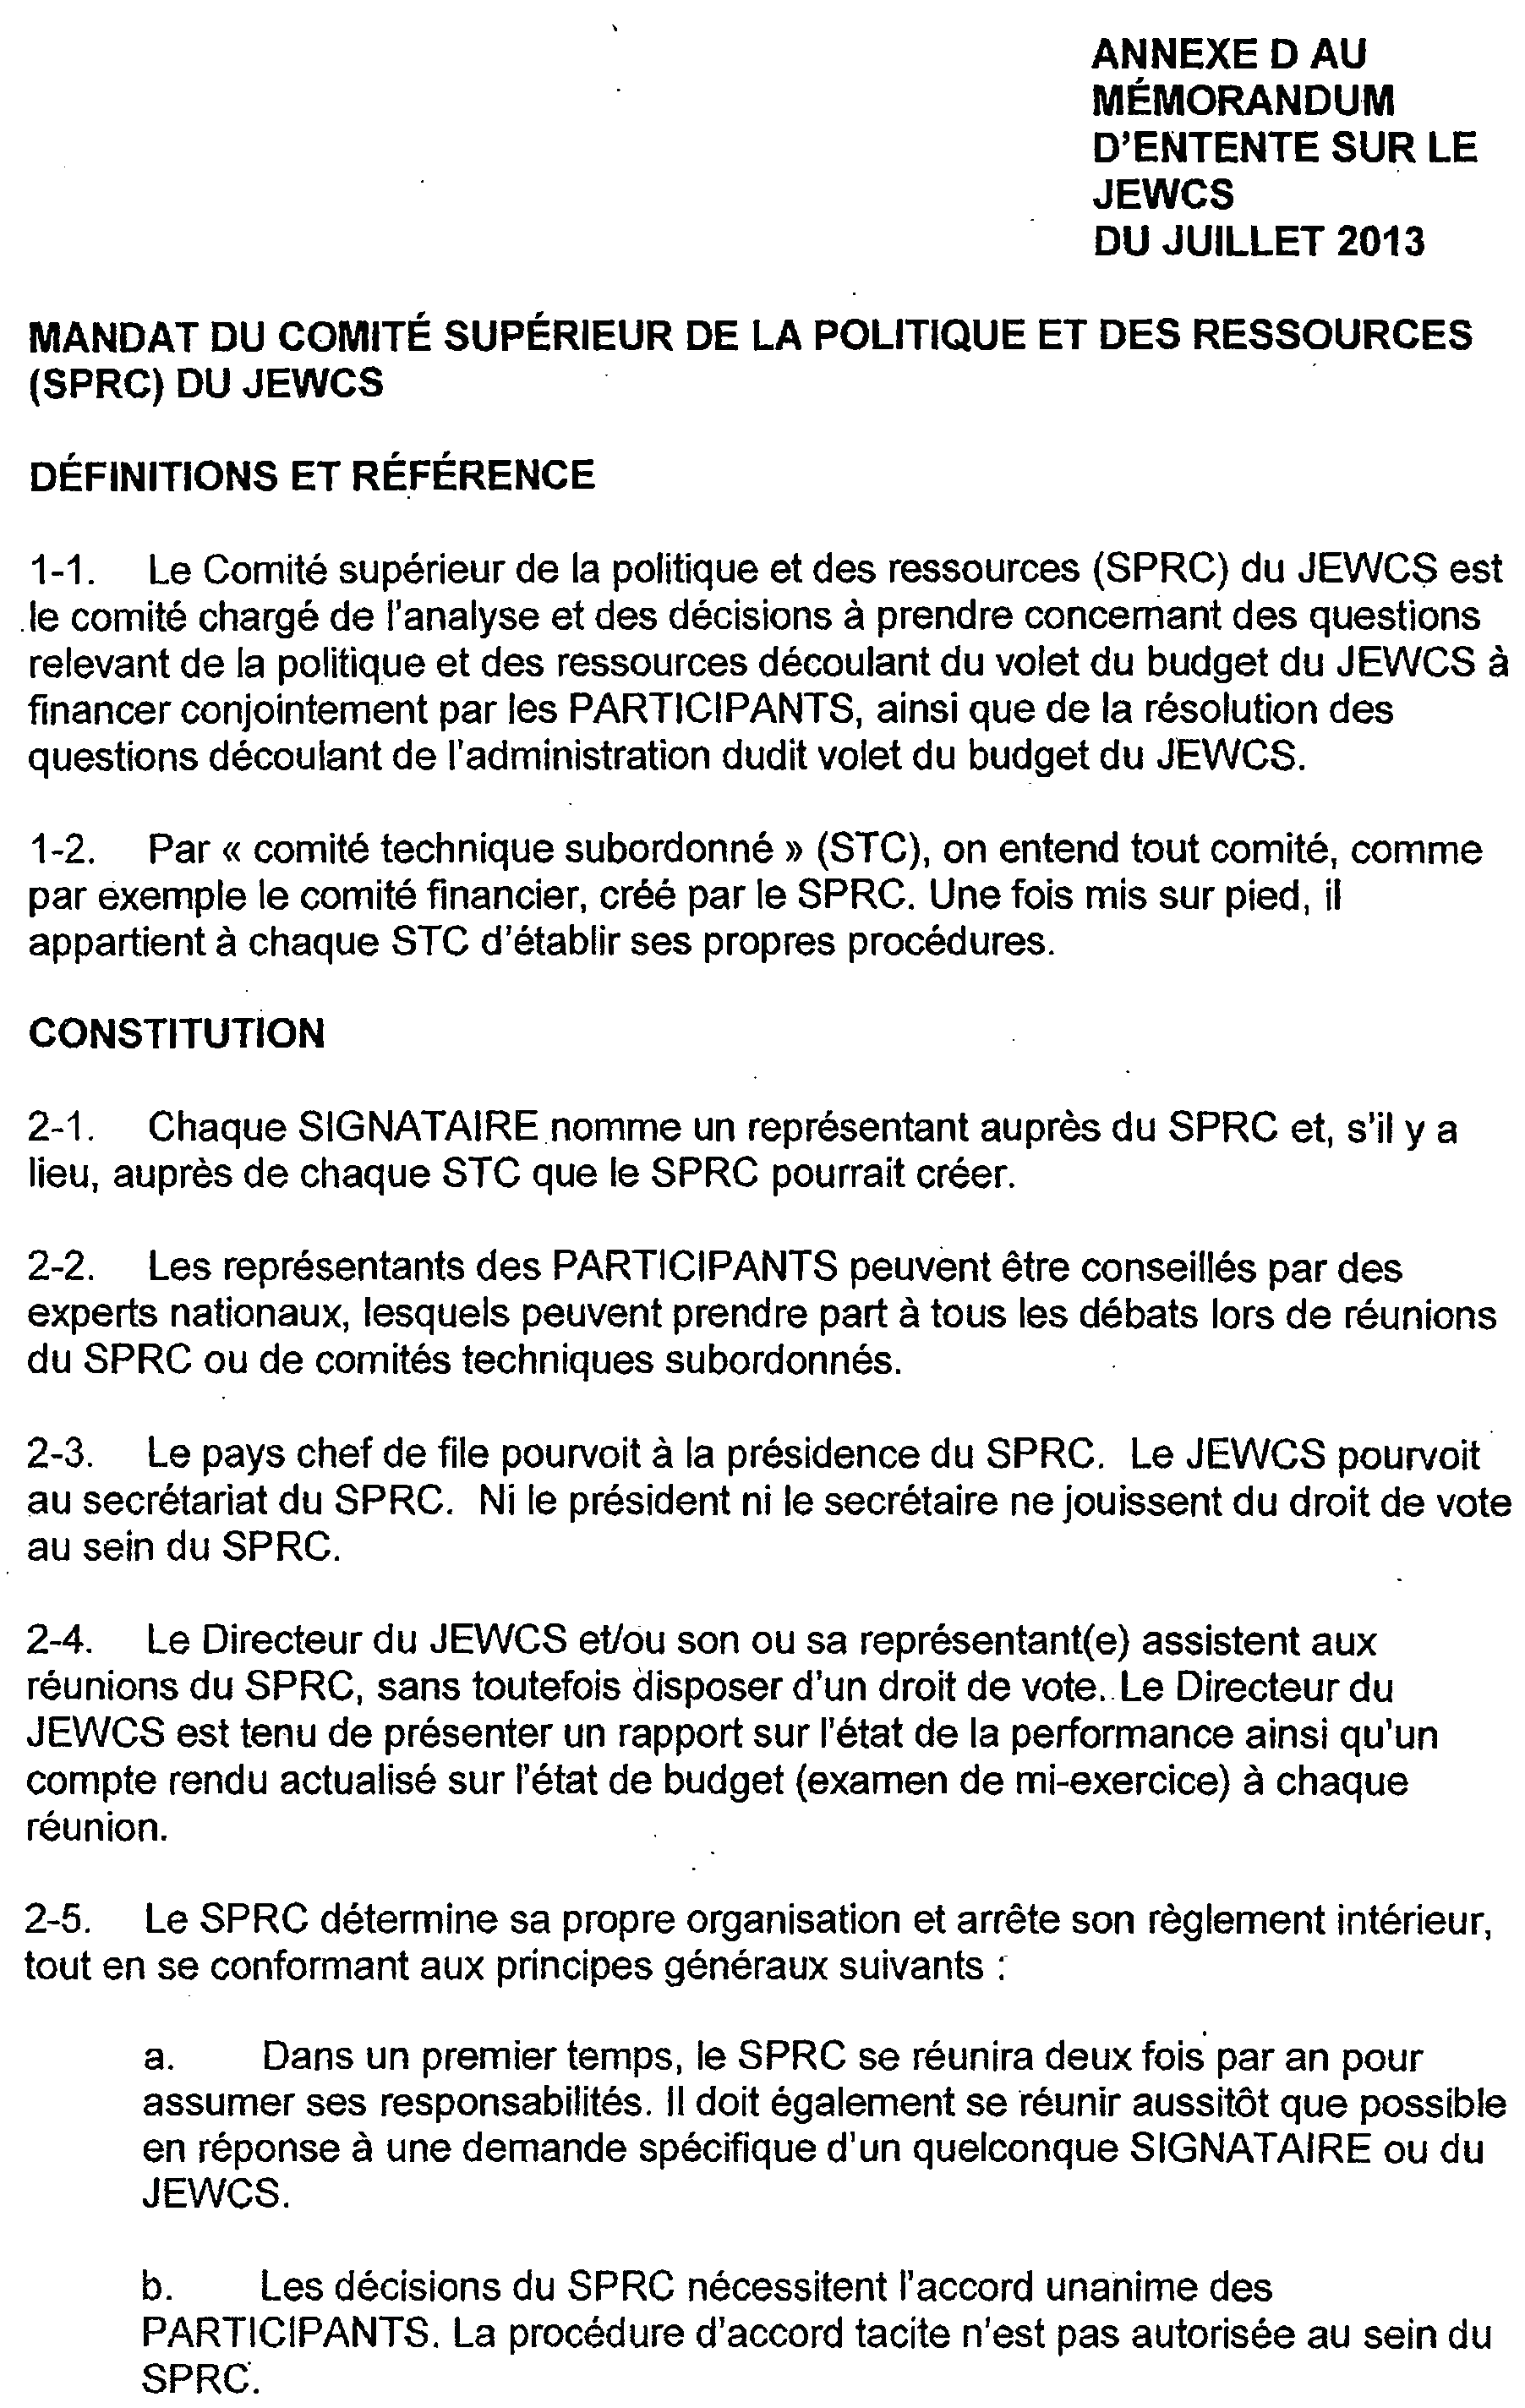 ANNEXE D AU
MÉMORANDUM
D'ENTENTE SUR LE
JEWCS
DU JUILLET 2013
MANDAT DU COMITÉ SUPÉRIEUR DE LA POLITIQUE ET DES RESSOURCES
(SPRC) DU JEWCS
DÉFINITIONS ET RÉFÉRENCE
1-1. Le Comité supérieur de la politique et des ressources (SPRC) du JEWCS est
le comité chargé de l'analyse et des décisions à prendre concernant des questions
relevant de la politique et des ressources découlant du volet du budget du JEWCS à
financer conjointement par les PARTICIPANTS, ainsi que de la résolution des
questions découlant de l'administration dudit volet du budget du JEWCS.
1-2. Par « comité technique subordonné » (STC), on entend tout comité, comme
par exemple le comité financier, créé par le SPRC. Une fois mis sur pied, il
appartient à chaque STC d'établir ses propres procédures.
CONSTITUTION
2-1. Chaque SIGNATAIRE nomme un représentant auprès du SPRC et, s'il y a
lieu, auprès de chaque STC que le SPRC pourrait créer.
2-2. Les représentants des PARTICIPANTS peuvent être conseillés par des
experts nationaux, lesquels peuvent prendre part à tous les débats lors de réunions
du SPRC ou de comités techniques subordonnés.
2-3. Le pays chef de file pourvoit à la présidence du SPRC. Le JEWCS pourvoit
au secrétariat du SPRC. Ni le président ni le secrétaire ne jouissent du droit de vote
au sein du SPRC.
2-4. Le Directeur du JEWCS et/ou son ou sa représentant(e) assistent aux
réunions du SPRC, sans toutefois disposer d'un droit de vote. Le Directeur du
JEWCS est tenu de présenter un rapport sur l'état de la performance ainsi qu'un
compte rendu actualisé sur l'état de budget (examen de mi-exercice) à chaque
réunion.
2-5. Le SPRC détermine sa propre organisation et arrête son règlement intérieur,
tout en se conformant aux principes généraux suivants :
a. Dans un premier temps, le SPRC se réunira deux fois par an pour
assumer ses responsabilités. Il doit également se réunir aussitôt que possible
en réponse à une demande spécifique d'un quelconque SIGNATAIRE ou du
JEWCS.
b. Les décisions du SPRC nécessitent l'accord unanime des
PARTICIPANTS. La procédure d'accord tacite n'est pas autorisée au sein du
SPRC.